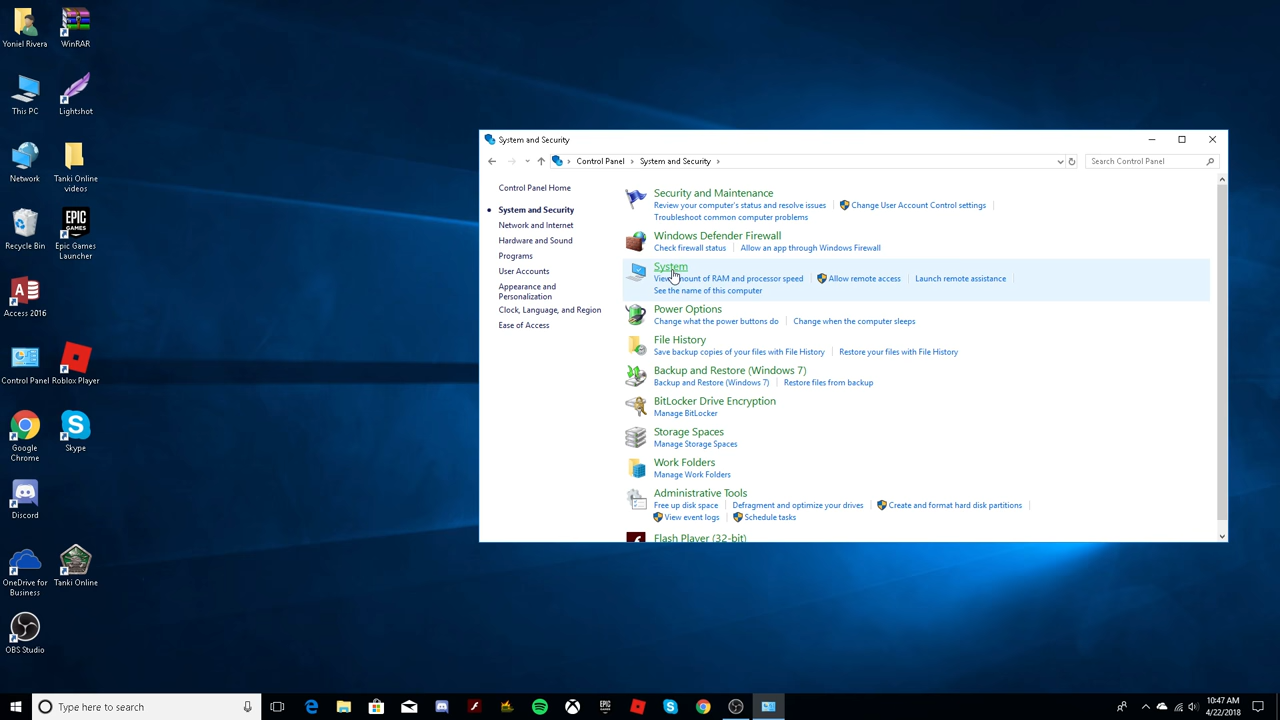 Yoniel Rivera
WinRAR
This PC
Lightshot
Network
Tanki Online
videos
Recycle Bin
EPIC
GAMES
Epic Games
Launcher
Access 2016
Control Panel
Roblox Player
Google
Chrome
Skype
Discord
OneDrive for
Business
Tanki Online
OBS Studio
System and Security
Control Panel
System and Security
Search Control Panel
Control Panel Home
System and Security
Network and Internet
Hardware and Sound
Programs
User Accounts
Appearance and
Personalization
Clock, Language, and Region
Ease of Access
Security and Maintenance
Review your computer's status and resolve issues
Change User Account Control settings
Troubleshoot common computer problems
Windows Defender Firewall
Check firewall status
Allow an app through Windows Firewall
System
View amount of RAM and processor speed
Allow remote access
Launch remote assistance
See the name of this computer
Power Options
Change what the power buttons do
Change when the computer sleeps
File History
Save backup copies of your files with File History
Restore your files with File History
Backup and Restore (Windows 7)
Backup and Restore (Windows 7)
Restore files from backup
BitLocker Drive Encryption
Manage BitLocker
Storage Spaces
Manage Storage Spaces
Work Folders
Manage Work Folders
Administrative Tools
Free up disk space
Defragment and optimize your drives
Create and format hard disk partitions
View event logs
Schedule tasks
Flash Player (32-bit)
Type here to search
EPIC
10:47 AM
4/22/2018